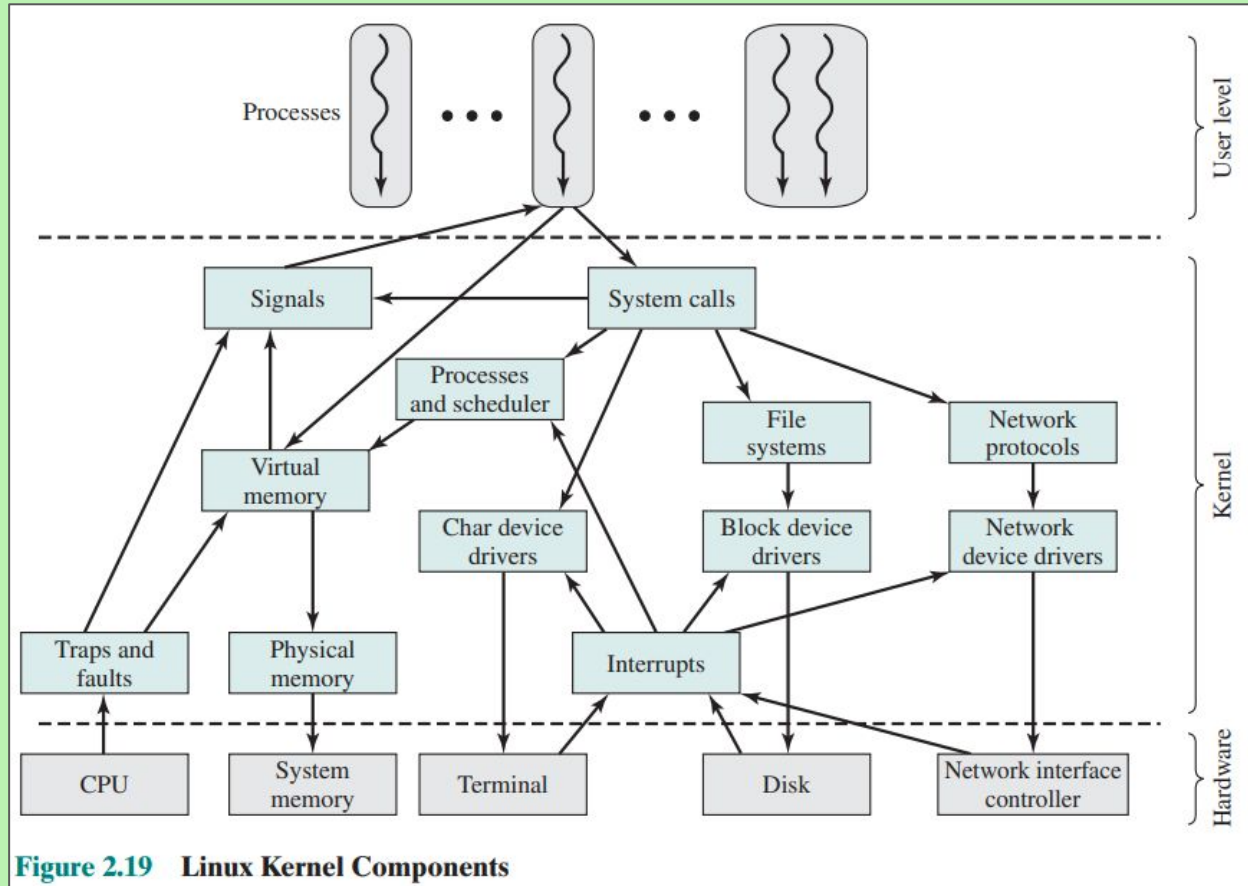 Processes
User level
Signals
System calls
Processes
and scheduler
File
systems
Network
protocols
Virtual
memory
Kernel
Char device
drivers
Block device
drivers
Network
device drivers
Traps and
faults
Physical
memory
Interrupts
CPU
System
memory
Terminal
Disk
Network interface
controller
Hardware
Figure 2.19 Linux Kernel Components